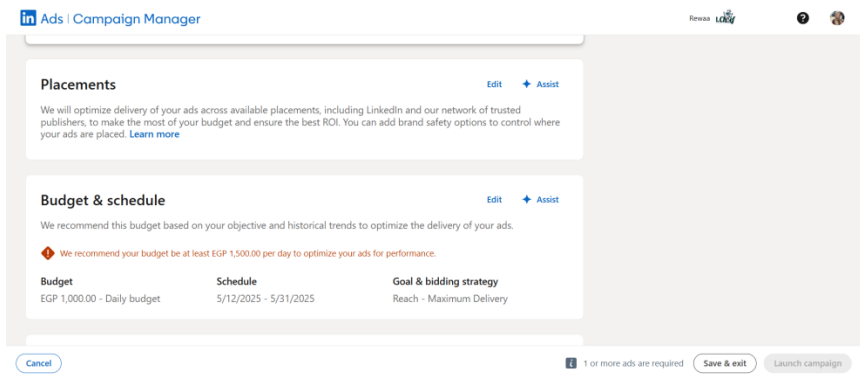 in Ads | Campaign Manager
Rewaa
Placements
Edit Assist
We will optimize delivery of your ads across available placements, including LinkedIn and our network of trusted
publishers, to make the most of your budget and ensure the best ROI. You can add brand safety options to control where
your ads are placed. Learn more
Budget & schedule
Edit Assist
We recommend this budget based on your objective and historical trends to optimize the delivery of your ads.
We recommend your budget be at least EGP 1,500.00 per day to optimize your ads for performance.
Budget Schedule Goal & bidding strategy
EGP 1,000.00 - Daily budget 5/12/2025 - 5/31/2025 Reach - Maximum Delivery
Cancel
1 or more ads are required Save & exit Launch campaign